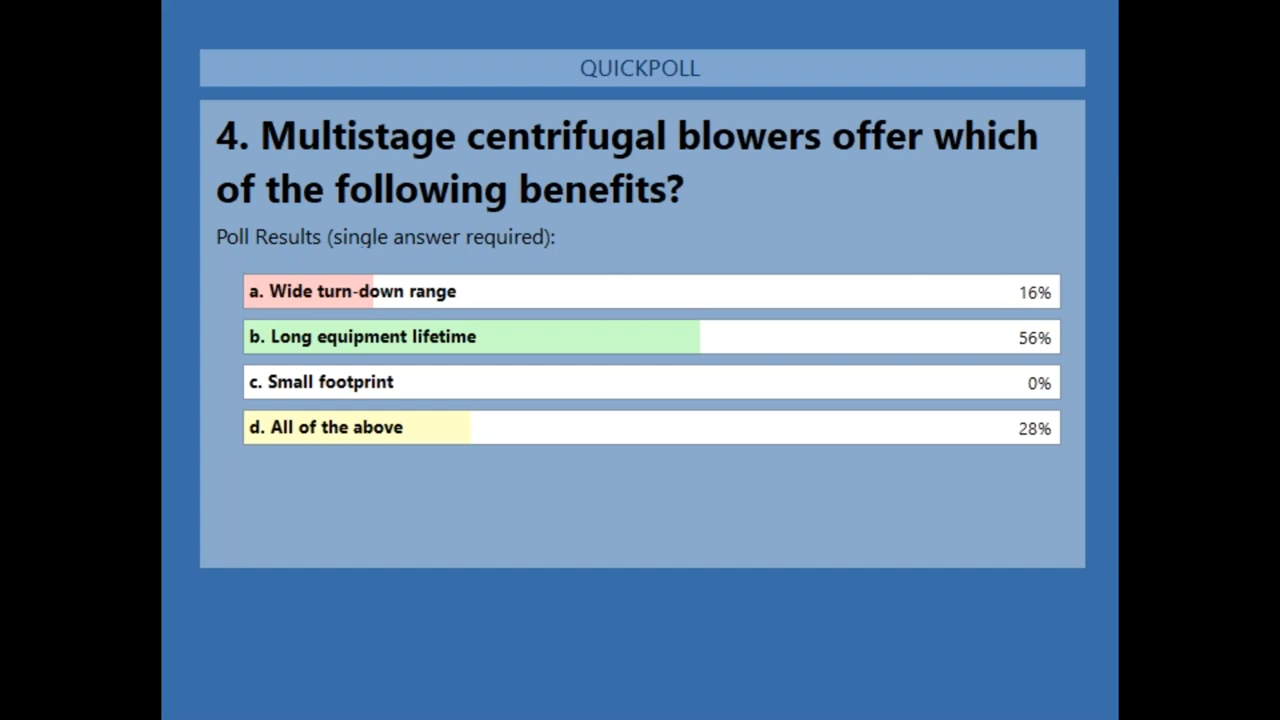 QUICKPOLL
4. Multistage centrifugal blowers offer which
of the following benefits?
Poll Results (single answer required):
a. Wide turn-down range 16%
b. Long equipment lifetime 56%
c. Small footprint 0%
d. All of the above 28%